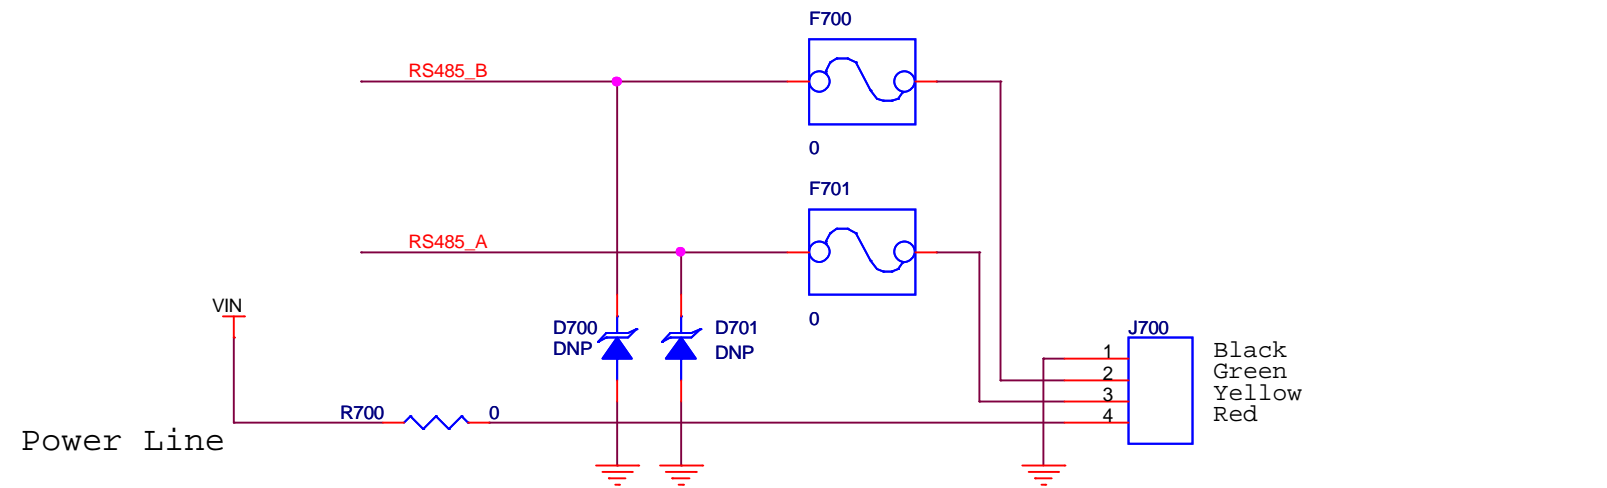 F700
RS485_B
0
F701
RS485_A
0
VIN
D700
DNP
D701
DNP
J700
1 Black
2 Green
3 Yellow
4 Red
R700 0
Power Line